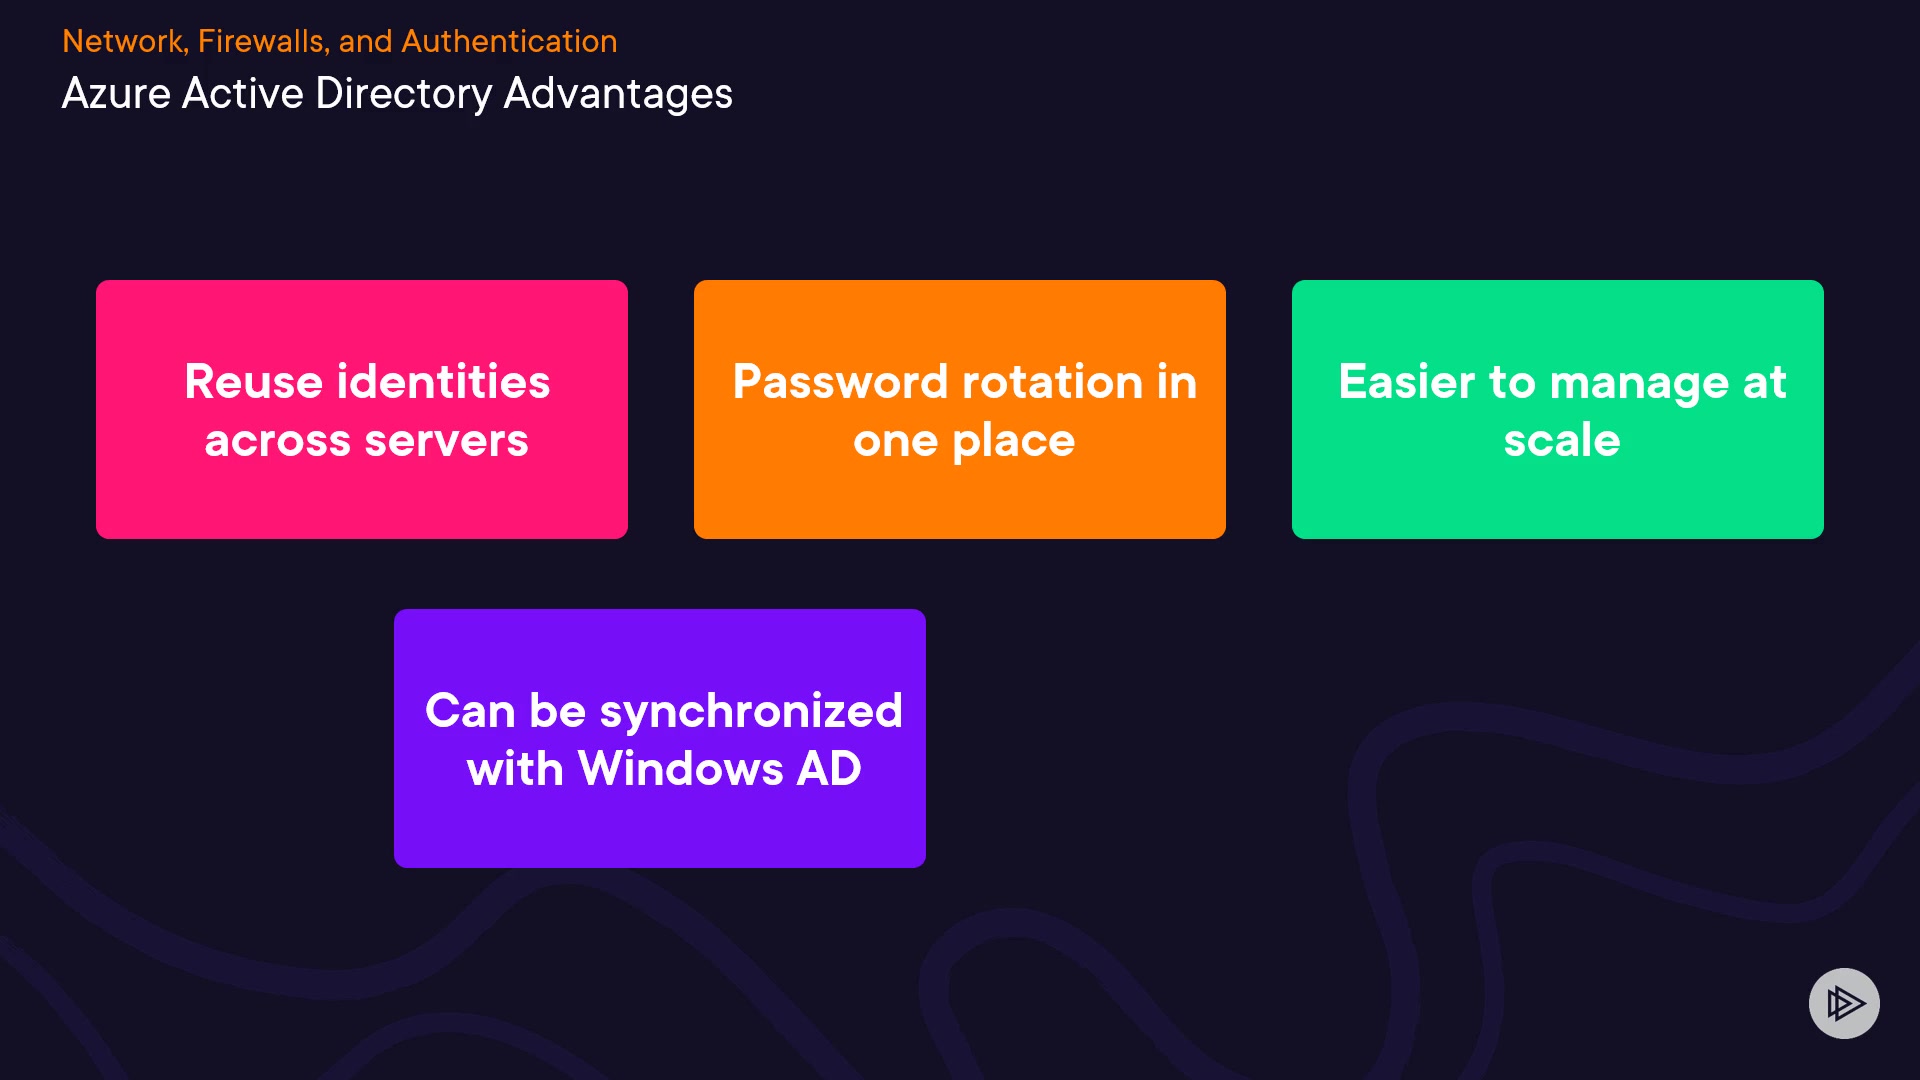 Network, Firewalls, and Authentication
Azure Active Directory Advantages
Reuse identities
across servers
Password rotation in
one place
Easier to manage at
scale
Can be synchronized
with Windows AD